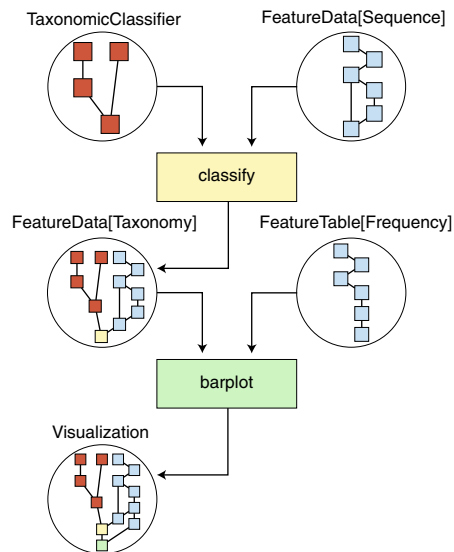 TaxonomicClassifier
FeatureData[Sequence]
classify
FeatureData[Taxonomy]
FeatureTable[Frequency]
barplot
Visualization